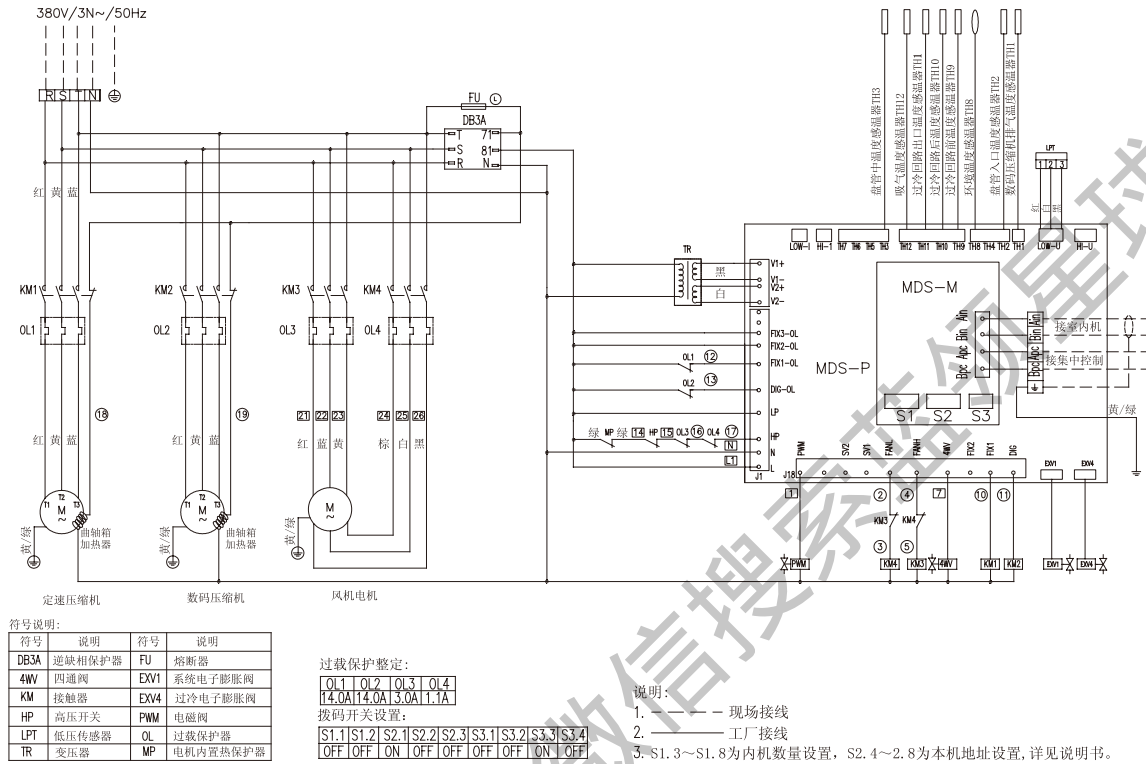 380V/3N~/50Hz
R S T N
FU L
DB3A
T 71
S 81
R N
红 黄 蓝
KM1 KM2 KM3 KM4
OL1 OL2 OL3 OL4
18 19
21 22 23 24 25 26
红 黄 蓝
红 黄 蓝
红 蓝 黄
棕 白 黑
T1 T2 T3
M ~
T1 T2 T3
M ~
M ~
黄/绿
曲轴箱
加热器
黄/绿
曲轴箱
加热器
黄/绿
定速压缩机
数码压缩机
风机电机
盘管中温度感温器TH3
吸气温度感温器TH12
过冷回路出口温度感温器TH1
过冷回路后温度感温器TH10
过冷回路前温度感温器TH9
环境温度感温器TH8
盘管入口温度感温器TH2
数码压缩机排气温度感温器TH1
LPT
1 2 3
红 白 黑
LOW-I HI-I TH7 TH6 TH5 TH3 TH12 TH11 TH10 TH9 TH8 TH4 TH2 TH1 LOW-U HI-U
TR
黑
白
V1+
V1-
V2+
V2-
MDS-M
MDS-P
Ain
Bin
Apc
Bpc
Ain
Bin
Apc
Bpc
接室内机
接集中控制
黄/绿
S1 S2 S3
FIX3-OL
FIX2-OL
OL1 12 FIX1-OL
OL2 13 DIG-OL
LP
绿 MP 绿 14 HP 15 OL3 16 OL4 17 HP
N N
L1 L
J1
J18
PWM SV2 SV1 FANL FANH 4WV FIX2 FIX1 DIG
EXV1 EXV4
1 2 4 7 10 11
KM3 KM4
3 5
PWM KM4 KM3 4WV KM1 KM2 EXV1 EXV4
符号说明:
符号 说明 符号 说明
DB3A 逆缺相保护器 FU 熔断器
4WV 四通阀 EXV1 系统电子膨胀阀
KM 接触器 EXV4 过冷电子膨胀阀
HP 高压开关 PWM 电磁阀
LPT 低压传感器 OL 过载保护器
TR 变压器 MP 电机内置热保护器
过载保护整定:
OL1 OL2 OL3 OL4
14.0A 14.0A 3.0A 1.1A
拨码开关设置:
S1.1 S1.2 S2.1 S2.2 S2.3 S3.1 S3.2 S3.3 S3.4
OFF OFF ON OFF OFF OFF OFF ON OFF
说明:
1. — — — — 现场接线
2. ———— 工厂接线
3. S1.3～S1.8为内机数量设置, S2.4～2.8为本机地址设置,详见说明书。
微信搜索蓝领星球